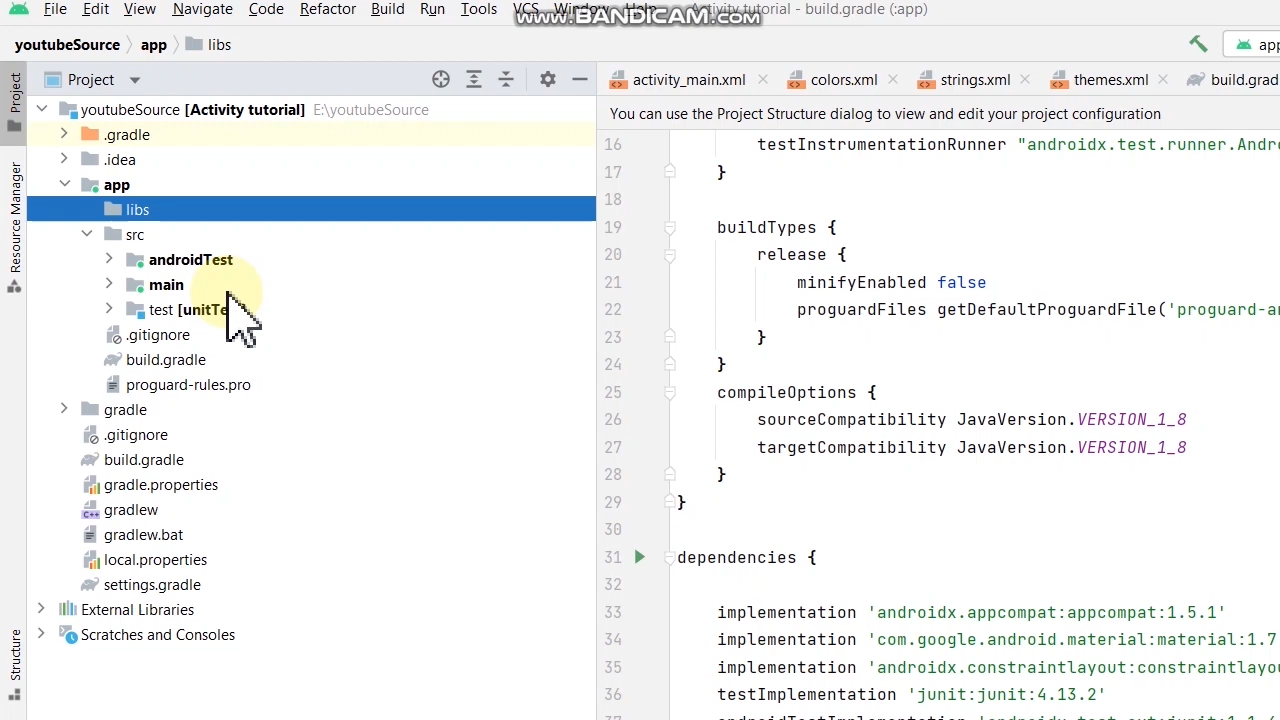 File Edit View Navigate Code Refactor Build Run Tools VCS Window Help Activity tutorial - build.gradle (:app)
www.BANDICAM.com
youtubeSource app libs
app
Project
activity_main.xml colors.xml strings.xml themes.xml build.grad
Project
Resource Manager
Structure
youtubeSource [Activity tutorial] E:\youtubeSource
.gradle
.idea
app
libs
src
androidTest
main
test [unitTe
.gitignore
build.gradle
proguard-rules.pro
gradle
.gitignore
build.gradle
gradle.properties
gradlew
gradlew.bat
local.properties
settings.gradle
External Libraries
Scratches and Consoles
You can use the Project Structure dialog to view and edit your project configuration
16 testInstrumentationRunner "androidx.test.runner.Andro
17 }
18
19 buildTypes {
20 release {
21 minifyEnabled false
22 proguardFiles getDefaultProguardFile('proguard-an
23 }
24 }
25 compileOptions {
26 sourceCompatibility JavaVersion.VERSION_1_8
27 targetCompatibility JavaVersion.VERSION_1_8
28 }
29 }
30
31 dependencies {
32
33 implementation 'androidx.appcompat:appcompat:1.5.1'
34 implementation 'com.google.android.material:material:1.7
35 implementation 'androidx.constraintlayout:constraintlayou
36 testImplementation 'junit:junit:4.13.2'